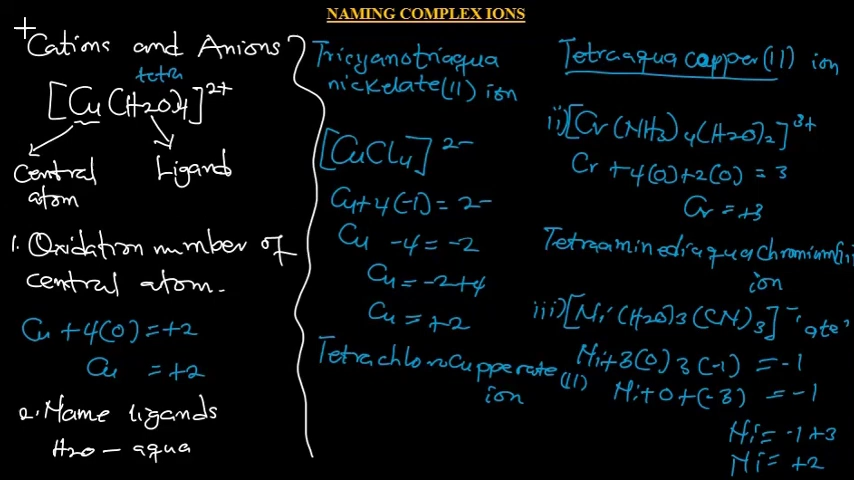 NAMING COMPLEX IONS
+
Cations and Anions
tetra
[Cu(H2O)4]2+
Central atom
Ligand
1. Oxidation number of
central atom.
Cu + 4(0) = +2
Cu = +2
2. Name ligands
H2O - aqua
Tricyanotriaqua
nickelate(II) ion
[CuCl4]2-
Cu + 4(-1) = 2-
Cu -4 = -2
Cu = -2+4
Cu = +2
Tetrachlorocupperate(II)
ion
Tetraaquacopper(II) ion
ii) [Cr(NH3)4(H2O)2]3+
Cr + 4(0) + 2(0) = 3
Cr = +3
Tetraaminediaquachromium(III)
ion
iii) [Ni(H2O)3(CN)3]- 'ate'
Ni + 3(0) 3(-1) = -1
Ni + 0 + (-3) = -1
Ni = -1+3
Ni = +2